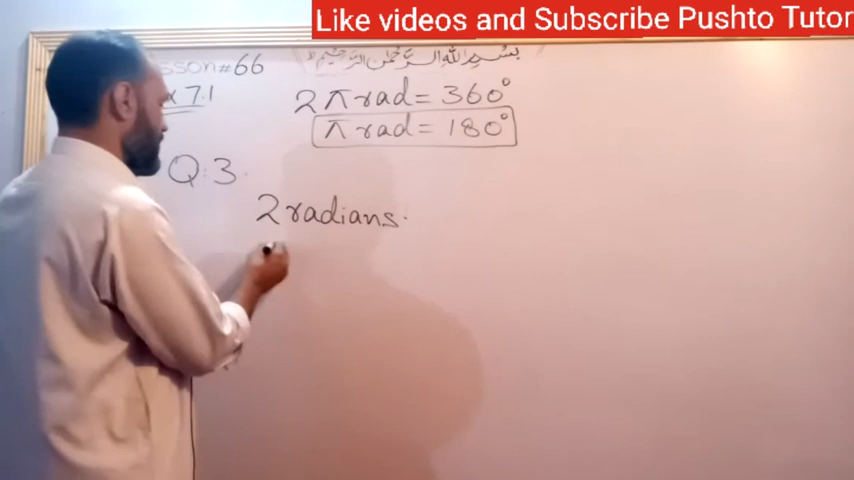 Like videos and Subscribe Pushto Tutor
بسم الله الرحمن الرحيم
sson#66
x 7.1
2π rad = 360°
π rad = 180°
Q:3.
2 radians.